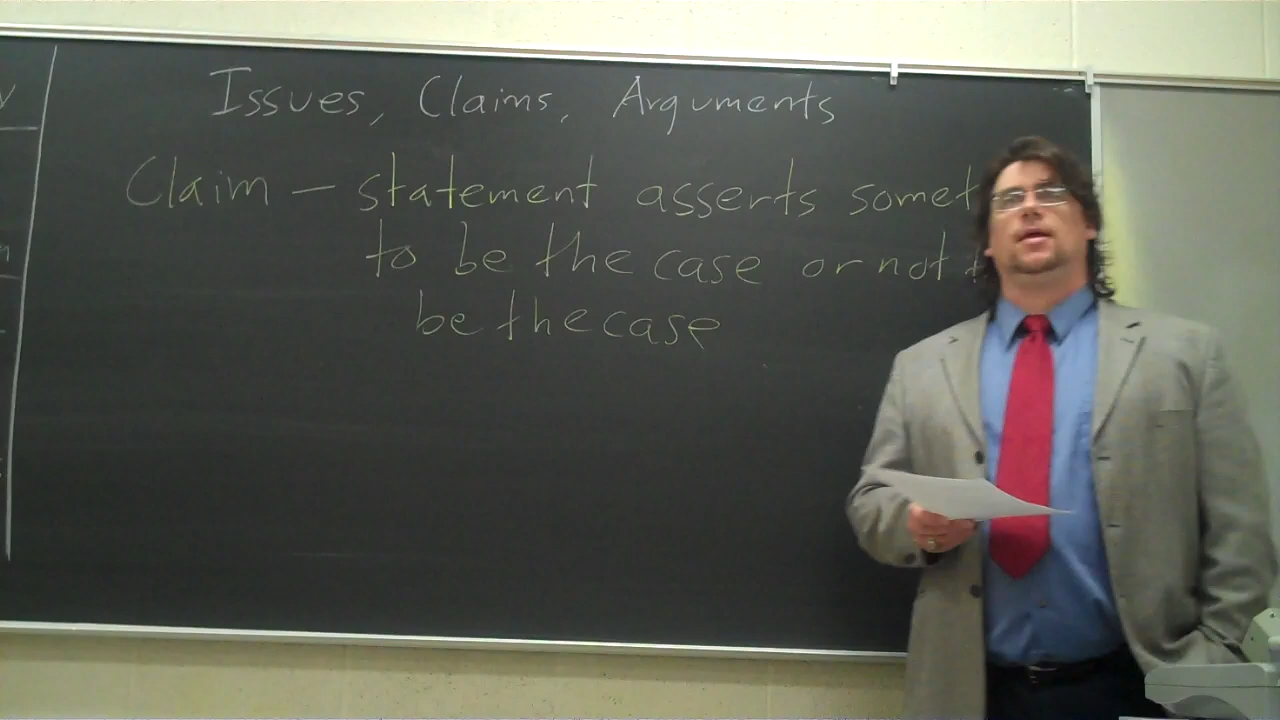 Issues, Claims, Arguments
Claim — statement asserts somet
to be the case or not
be the case